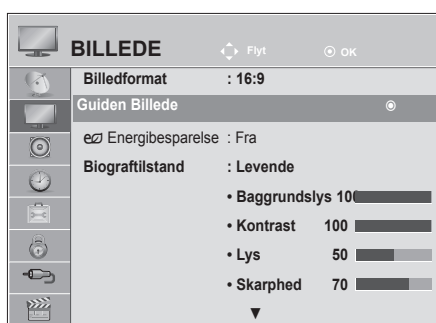 BILLEDE Flyt OK
Billedformat : 16:9
Guiden Billede
Energibesparelse : Fra
Biograftilstand : Levende
• Baggrundslys 100
• Kontrast 100
• Lys 50
• Skarphed 70